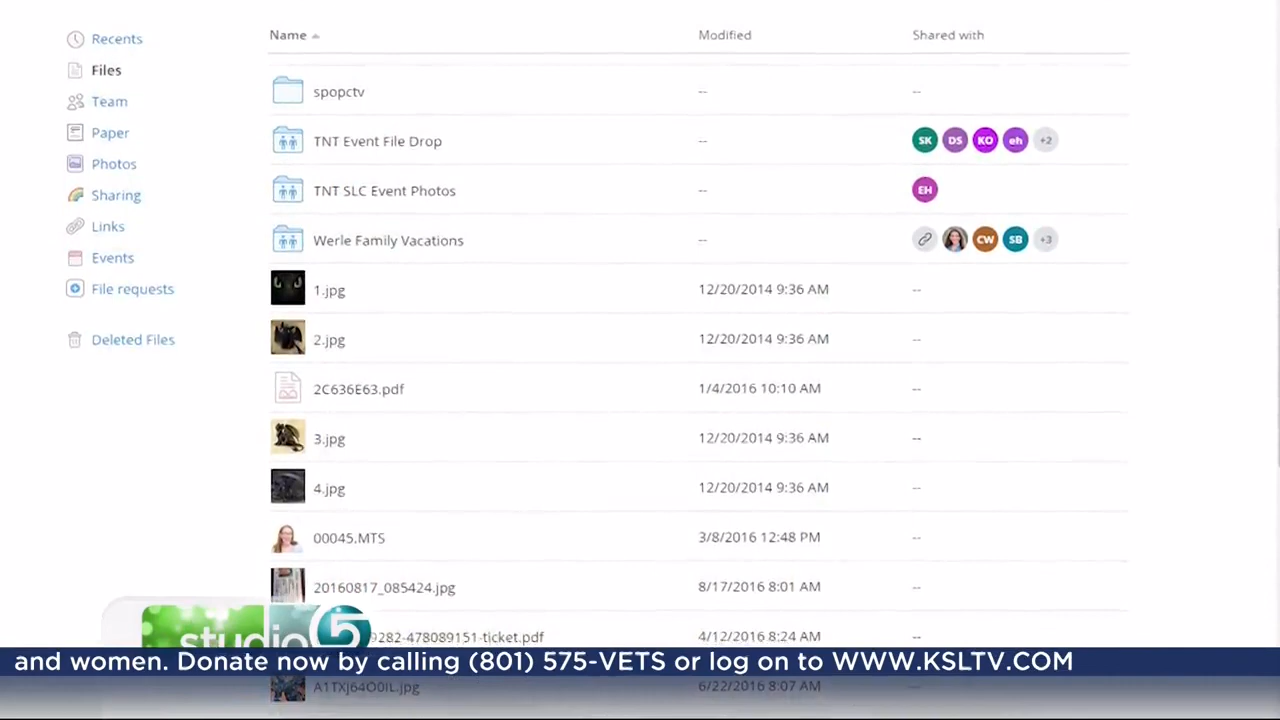 Recents
Files
Team
Paper
Photos
Sharing
Links
Events
File requests
Deleted Files
Name Modified Shared with
spopctv -- --
TNT Event File Drop -- SK DS KO eh +2
TNT SLC Event Photos -- EH
Werle Family Vacations -- CW SB +3
1.jpg 12/20/2014 9:36 AM --
2.jpg 12/20/2014 9:36 AM --
2C636E63.pdf 1/4/2016 10:10 AM --
3.jpg 12/20/2014 9:36 AM --
4.jpg 12/20/2014 9:36 AM --
00045.MTS 3/8/2016 12:48 PM --
20160817_085424.jpg 8/17/2016 8:01 AM --
9282-478089151-ticket.pdf 4/12/2016 8:24 AM --
studio 5
and women. Donate now by calling (801) 575-VETS or log on to WWW.KSLTV.COM
A1TXj64O0IL.jpg 6/22/2016 8:07 AM --